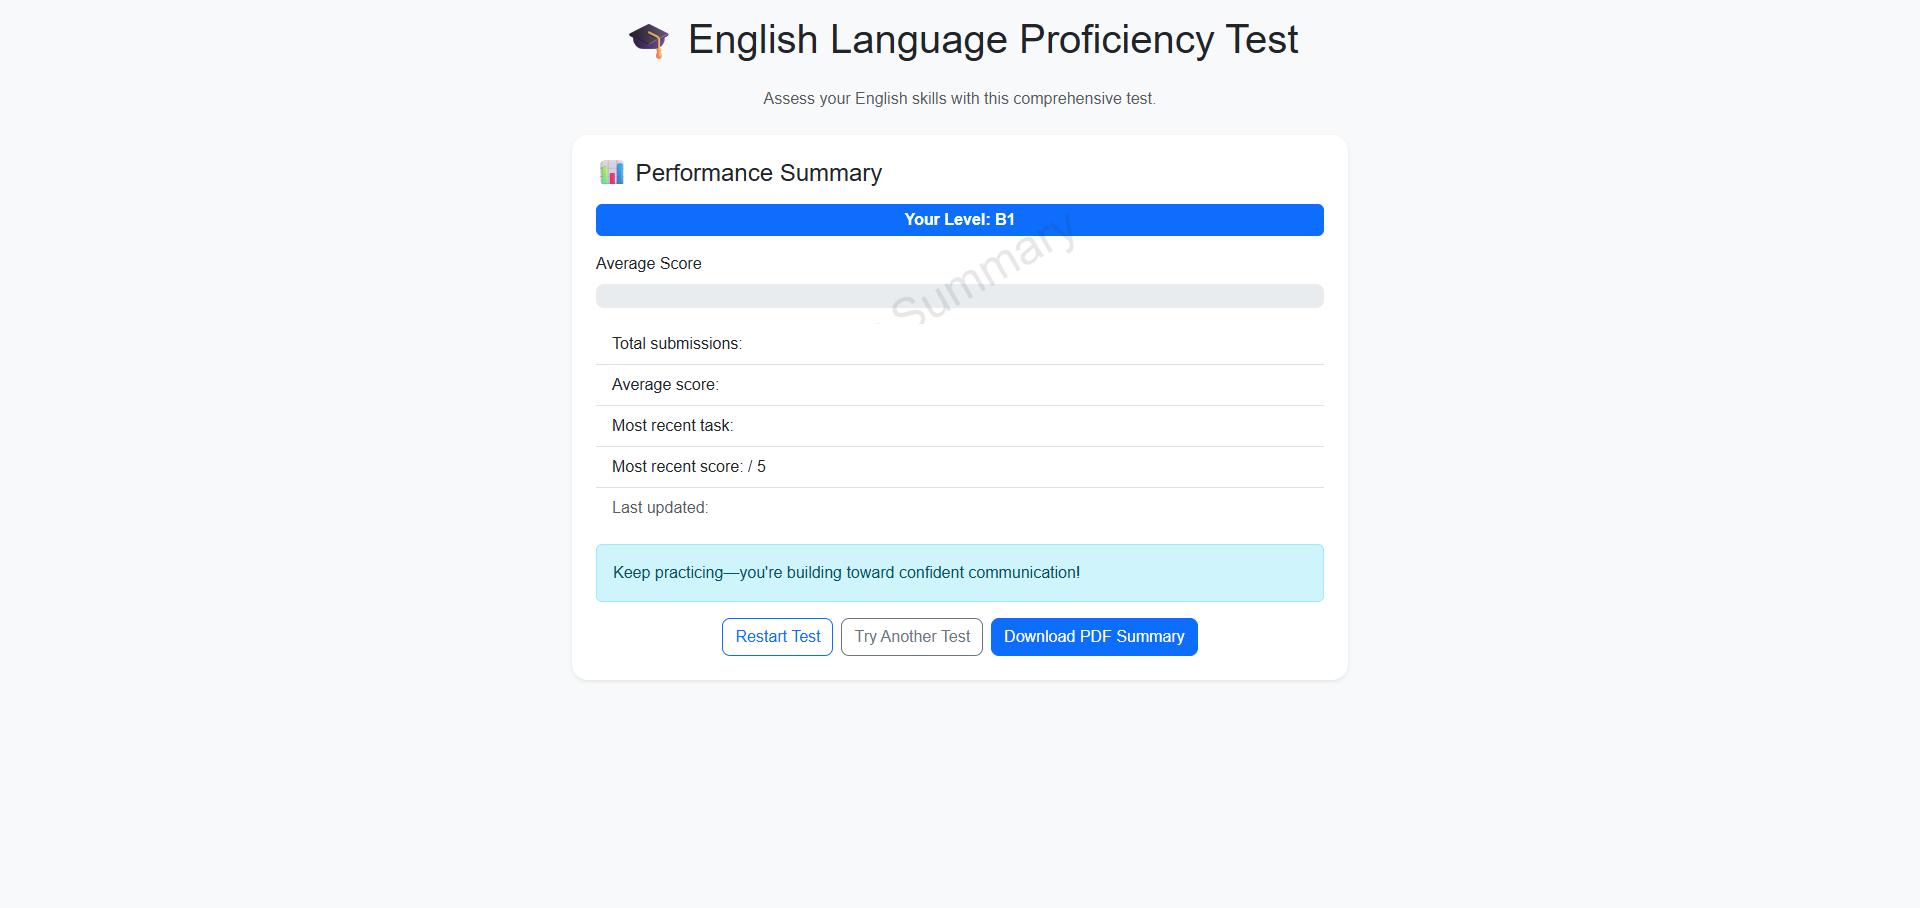 English Language Proficiency Test
Assess your English skills with this comprehensive test.
Performance Summary
Your Level: B1
Summary
Average Score
Total submissions:
Average score:
Most recent task:
Most recent score: / 5
Last updated:
Keep practicing—you're building toward confident communication!
Restart Test
Try Another Test
Download PDF Summary